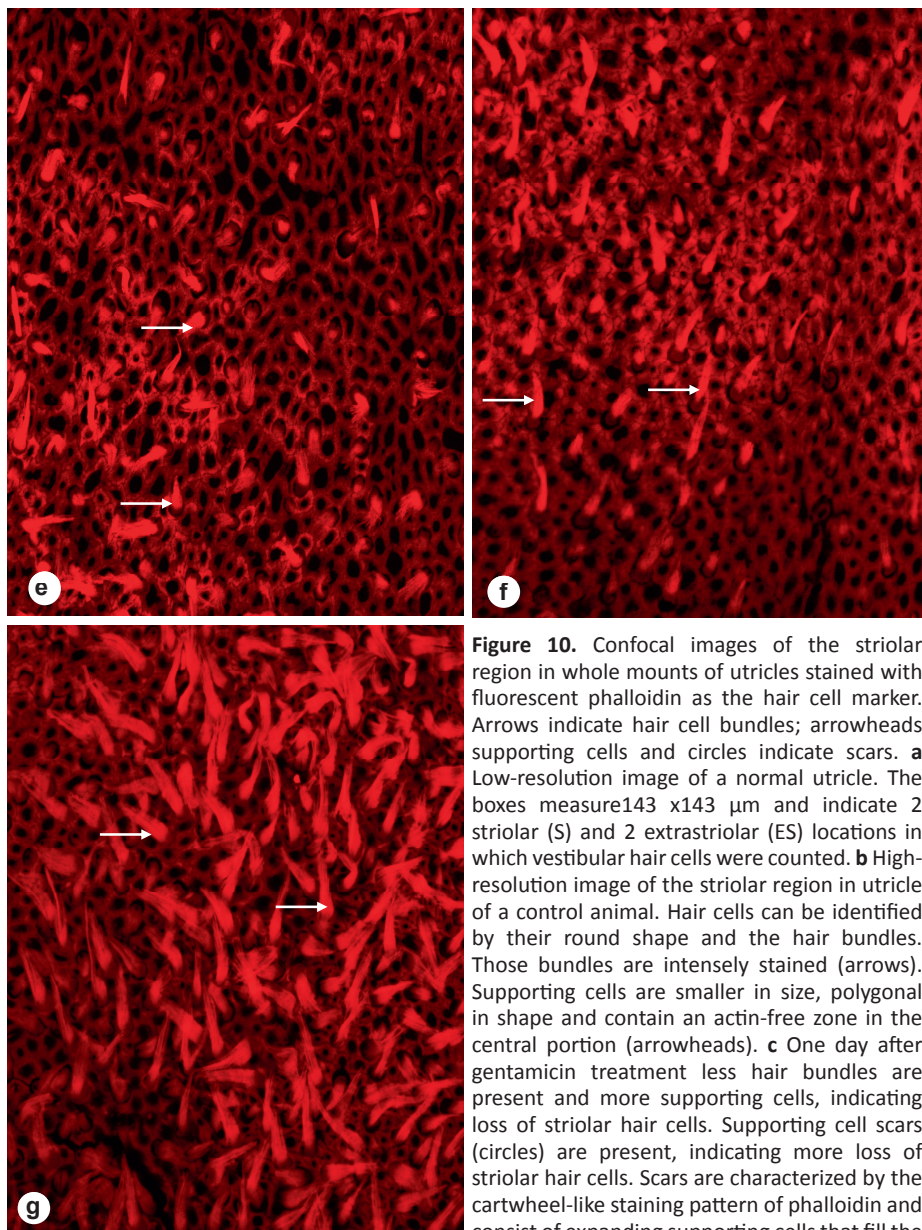 e
f
g
Figure 10. Confocal images of the striolar
region in whole mounts of utricles stained with
fluorescent phalloidin as the hair cell marker.
Arrows indicate hair cell bundles; arrowheads
supporting cells and circles indicate scars. a
Low-resolution image of a normal utricle. The
boxes measure143 x143 µm and indicate 2
striolar (S) and 2 extrastriolar (ES) locations in
which vestibular hair cells were counted. b High-
resolution image of the striolar region in utricle
of a control animal. Hair cells can be identified
by their round shape and the hair bundles.
Those bundles are intensely stained (arrows).
Supporting cells are smaller in size, polygonal
in shape and contain an actin-free zone in the
central portion (arrowheads). c One day after
gentamicin treatment less hair bundles are
present and more supporting cells, indicating
loss of striolar hair cells. Supporting cell scars
(circles) are present, indicating more loss of
striolar hair cells. Scars are characterized by the
cartwheel-like staining pattern of phalloidin and
consist of expanding supporting cells that fill the